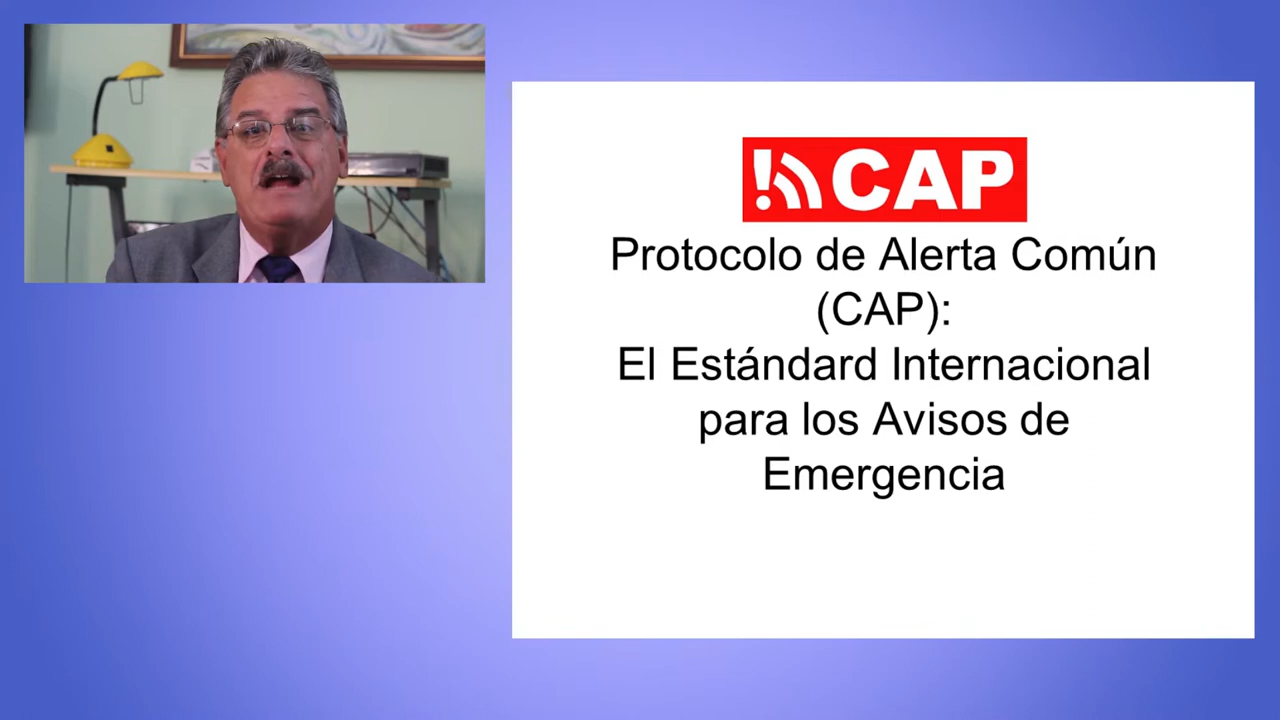 CAP
Protocolo de Alerta Común
(CAP):
El Estándard Internacional
para los Avisos de
Emergencia